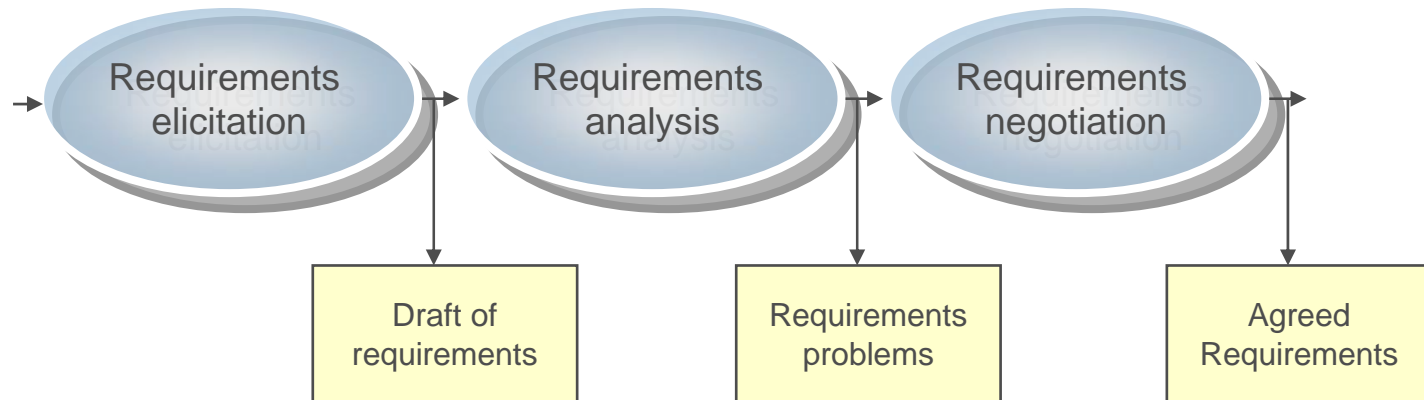 Requirements
elicitation
Requirements
analysis
Requirements
negotiation
Draft of
requirements
Requirements
problems
Agreed
Requirements